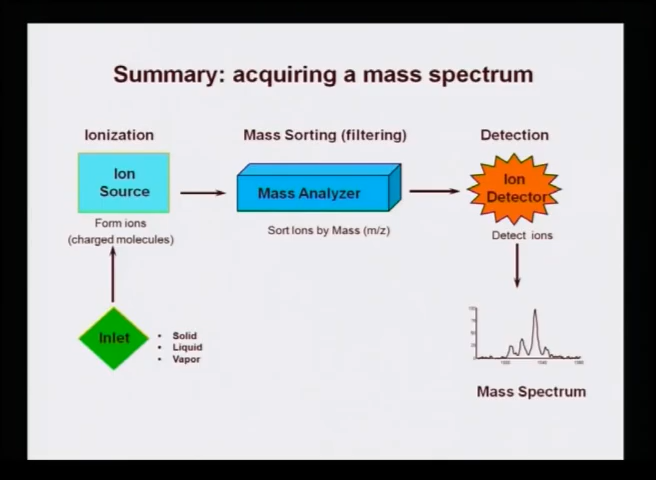 Summary: acquiring a mass spectrum
Ionization
Mass Sorting (filtering)
Detection
Ion
Source
Mass Analyzer
Ion
Detector
Form ions
(charged molecules)
Sort Ions by Mass (m/z)
Detect ions
Inlet
• Solid
• Liquid
• Vapor
Mass Spectrum